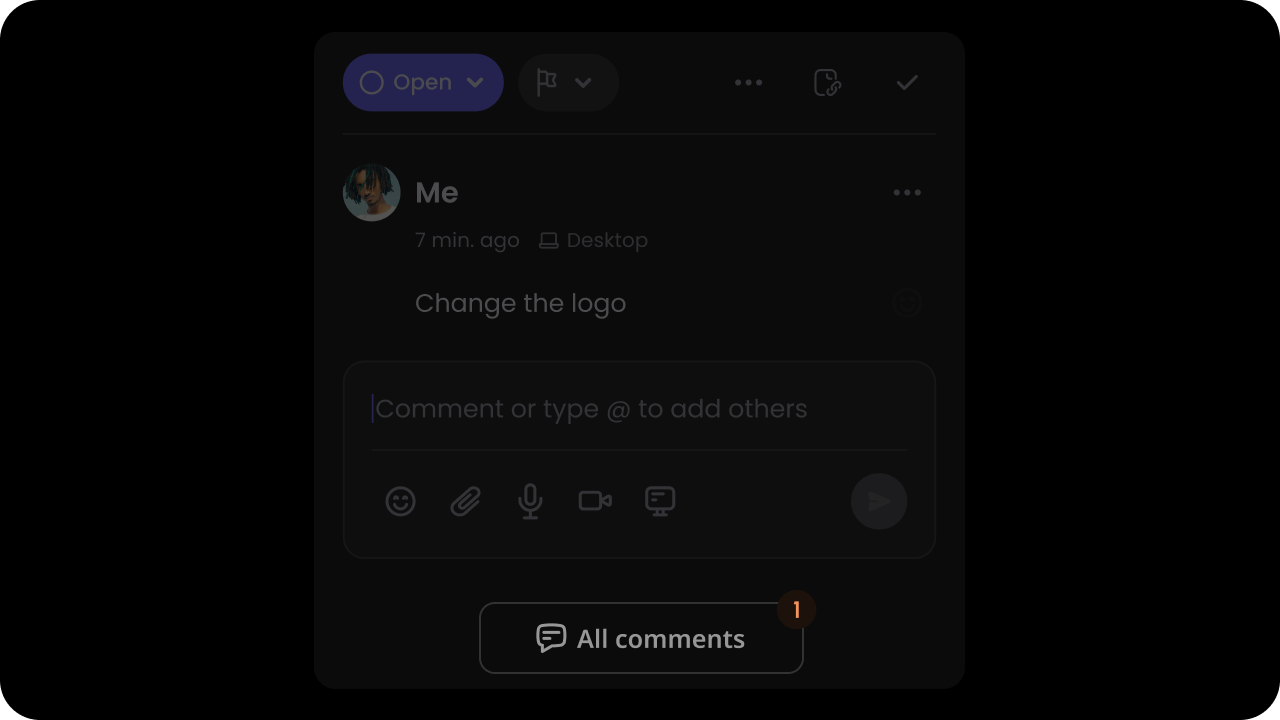 Open
Me
7 min. ago Desktop
Change the logo
Comment or type @ to add others
1
All comments